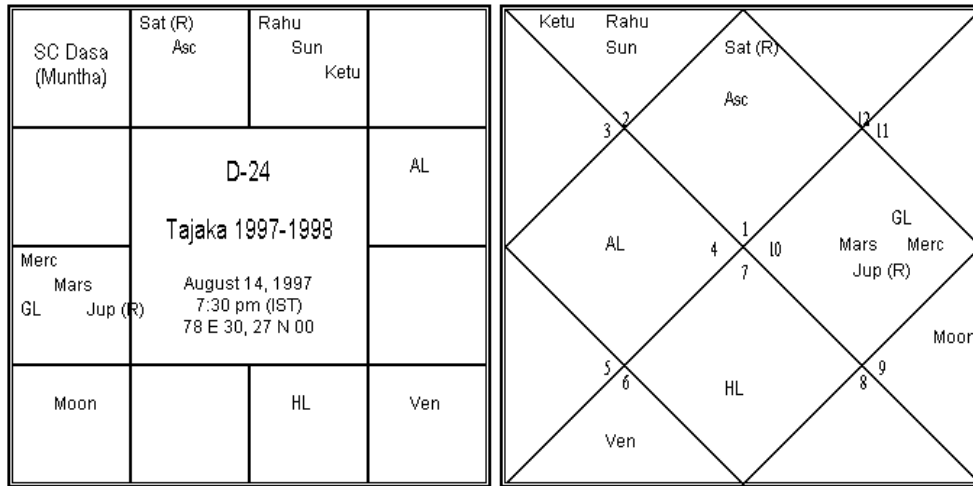 SC Dasa
(Muntha)
Sat (R)
Asc
Rahu
Sun
Ketu
AL
D-24
Tajaka 1997-1998
August 14, 1997
7:30 pm (IST)
78 E 30, 27 N 00
Merc
Mars
GL Jup (R)
Moon
HL
Ven
Ketu Rahu
Sun
Sat (R)
Asc
2
3
12
11
1
4 10
7
AL
GL
Mars Merc
Jup (R)
Moon
5
6
9
8
HL
Ven